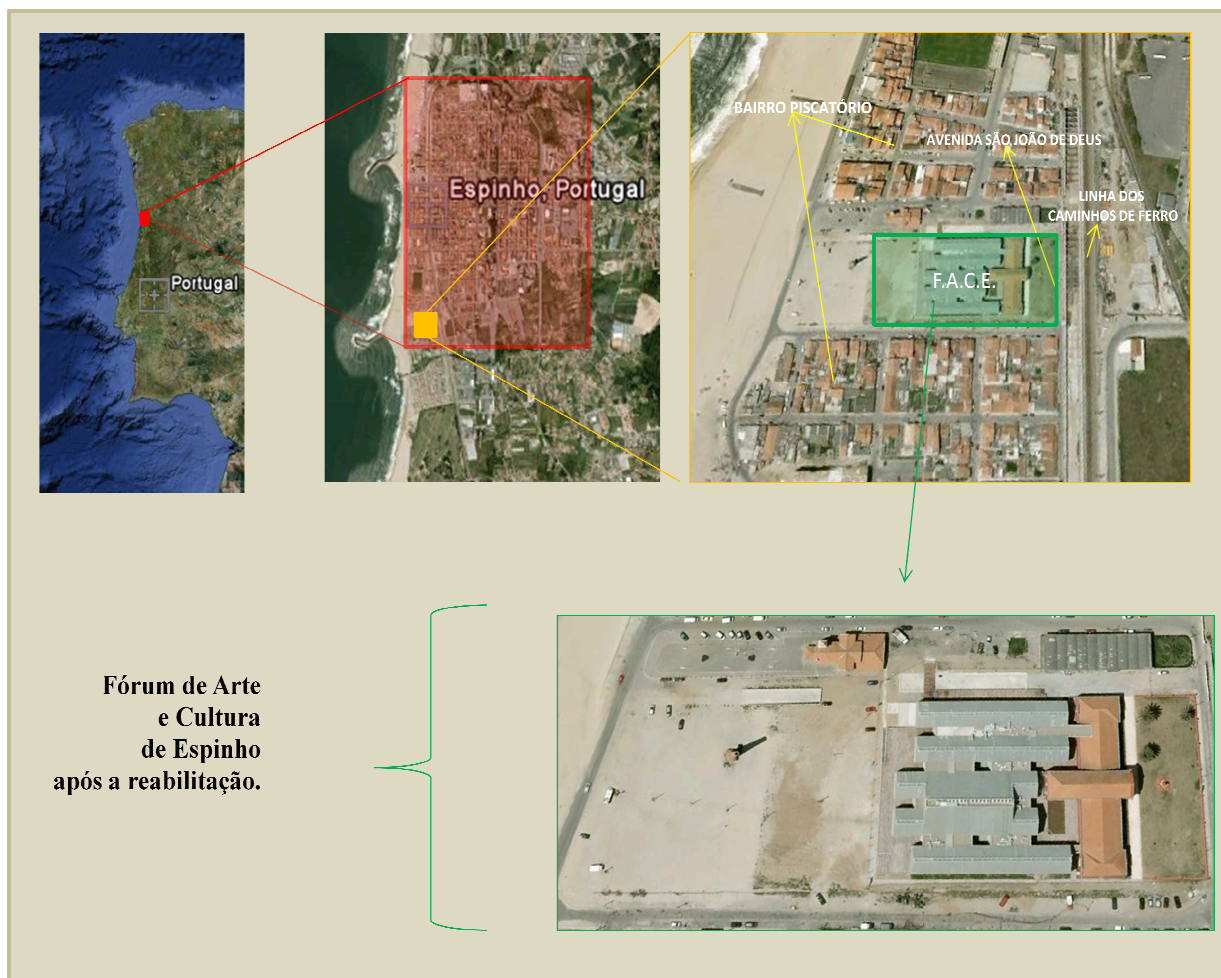 Portugal
Espinho, Portugal
BAIRRO PISCATÓRIO
AVENIDA SÃO JOÃO DE DEUS
LINHA DOS
CAMINHOS DE FERRO
F.A.C.E.
Fórum de Arte
e Cultura
de Espinho
após a reabilitação.